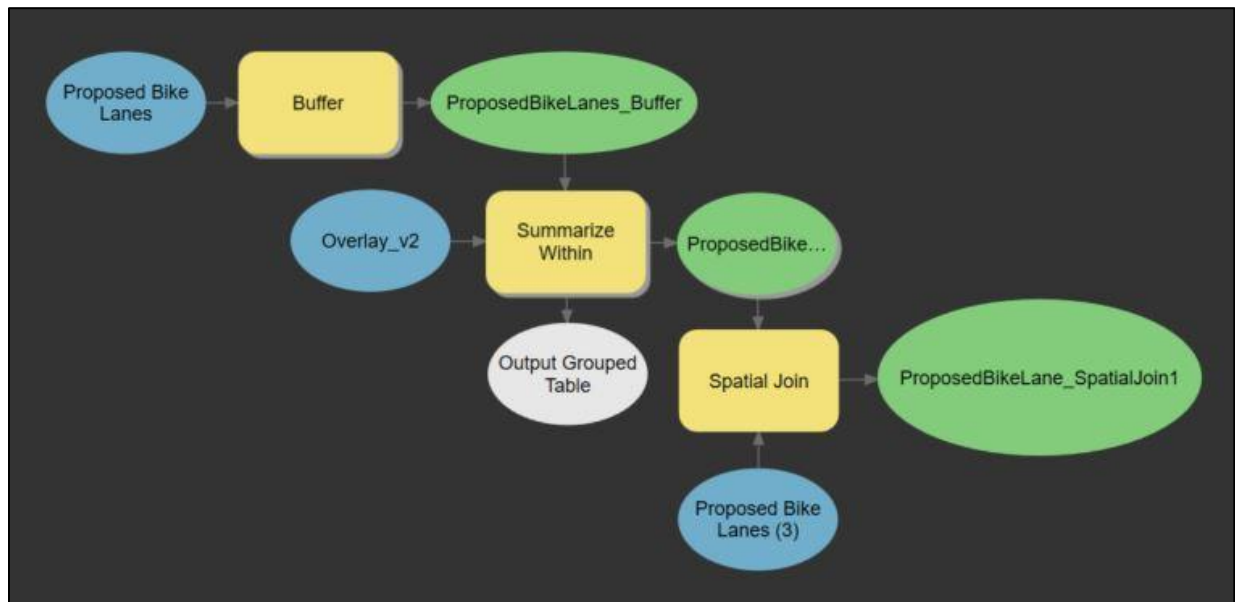 Proposed Bike
Lanes
Buffer
ProposedBikeLanes_Buffer
Overlay_v2
Summarize
Within
ProposedBike...
Output Grouped
Table
Spatial Join
ProposedBikeLane_SpatialJoin1
Proposed Bike
Lanes (3)